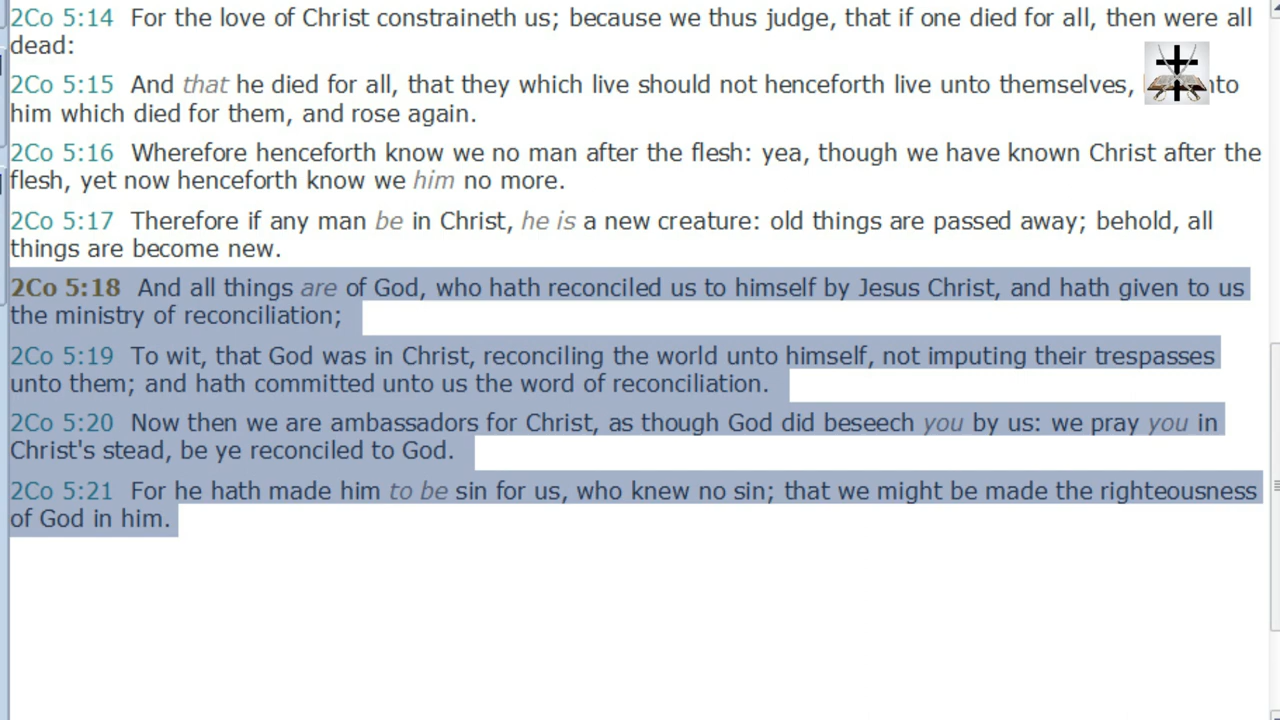 2Co 5:14 For the love of Christ constraineth us; because we thus judge, that if one died for all, then were all
dead:
2Co 5:15 And that he died for all, that they which live should not henceforth live unto themselves,
him which died for them, and rose again.
2Co 5:16 Wherefore henceforth know we no man after the flesh: yea, though we have known Christ after the
flesh, yet now henceforth know we him no more.
2Co 5:17 Therefore if any man be in Christ, he is a new creature: old things are passed away; behold, all
things are become new.
2Co 5:18 And all things are of God, who hath reconciled us to himself by Jesus Christ, and hath given to us
the ministry of reconciliation;
2Co 5:19 To wit, that God was in Christ, reconciling the world unto himself, not imputing their trespasses
unto them; and hath committed unto us the word of reconciliation.
2Co 5:20 Now then we are ambassadors for Christ, as though God did beseech you by us: we pray you in
Christ's stead, be ye reconciled to God.
2Co 5:21 For he hath made him to be sin for us, who knew no sin; that we might be made the righteousness
of God in him.